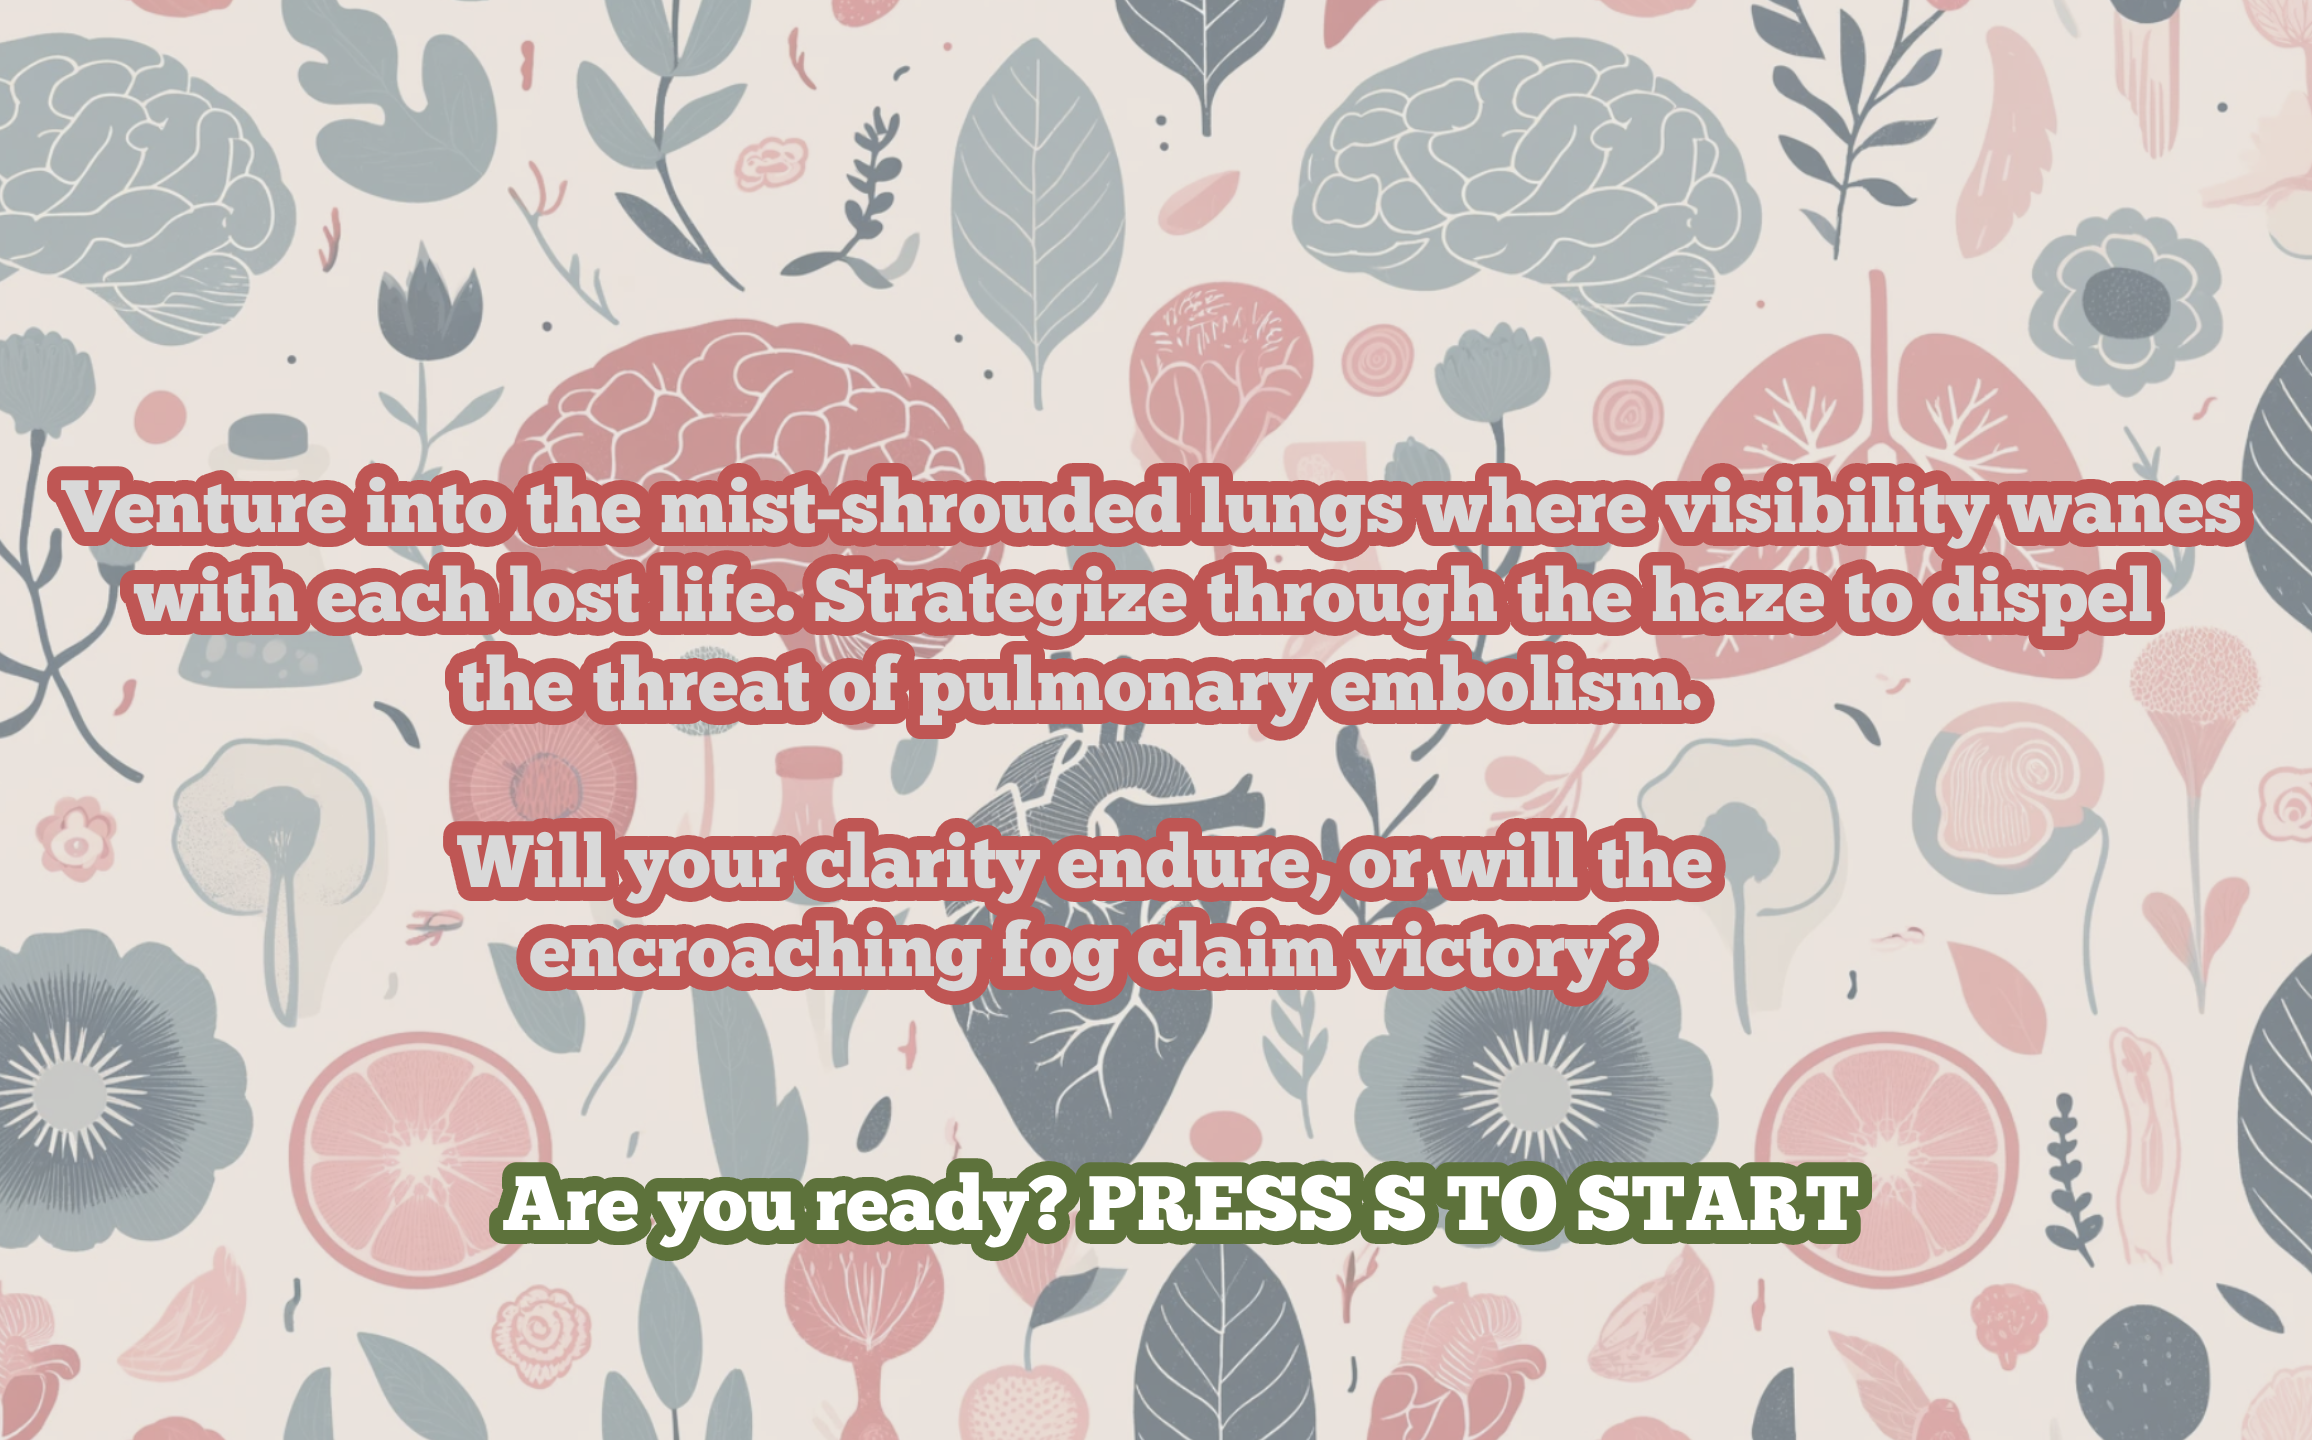 Venture into the mist-shrouded lungs where visibility wanes
with each lost life. Strategize through the haze to dispel
the threat of pulmonary embolism.
Will your clarity endure, or will the
encroaching fog claim victory?
Are you ready? PRESS S TO START